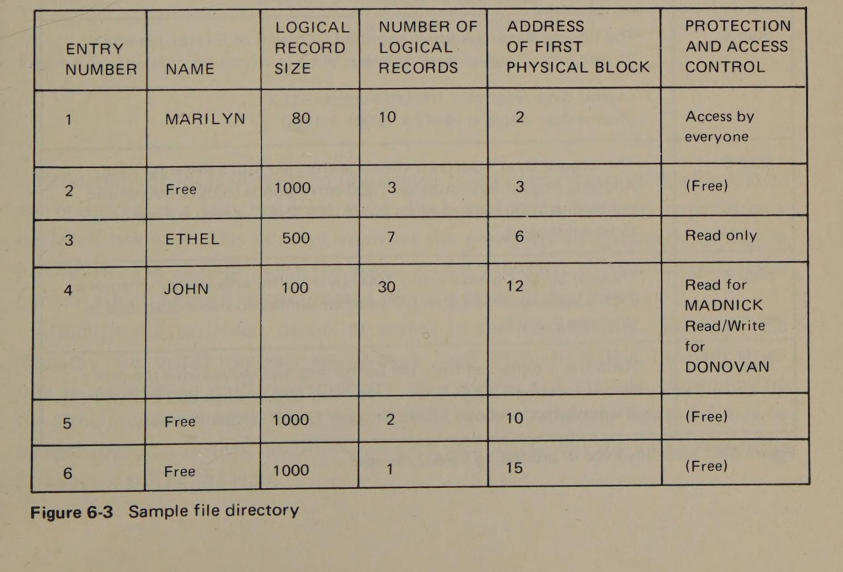 ENTRY NUMBER | NAME | LOGICAL RECORD SIZE | NUMBER OF LOGICAL RECORDS | ADDRESS OF FIRST PHYSICAL BLOCK | PROTECTION AND ACCESS CONTROL
1 | MARILYN | 80 | 10 | 2 | Access by everyone
2 | Free | 1000 | 3 | 3 | (Free)
3 | ETHEL | 500 | 7 | 6 | Read only
4 | JOHN | 100 | 30 | 12 | Read for MADNICK Read/Write for DONOVAN
5 | Free | 1000 | 2 | 10 | (Free)
6 | Free | 1000 | 1 | 15 | (Free)
Figure 6-3 Sample file directory